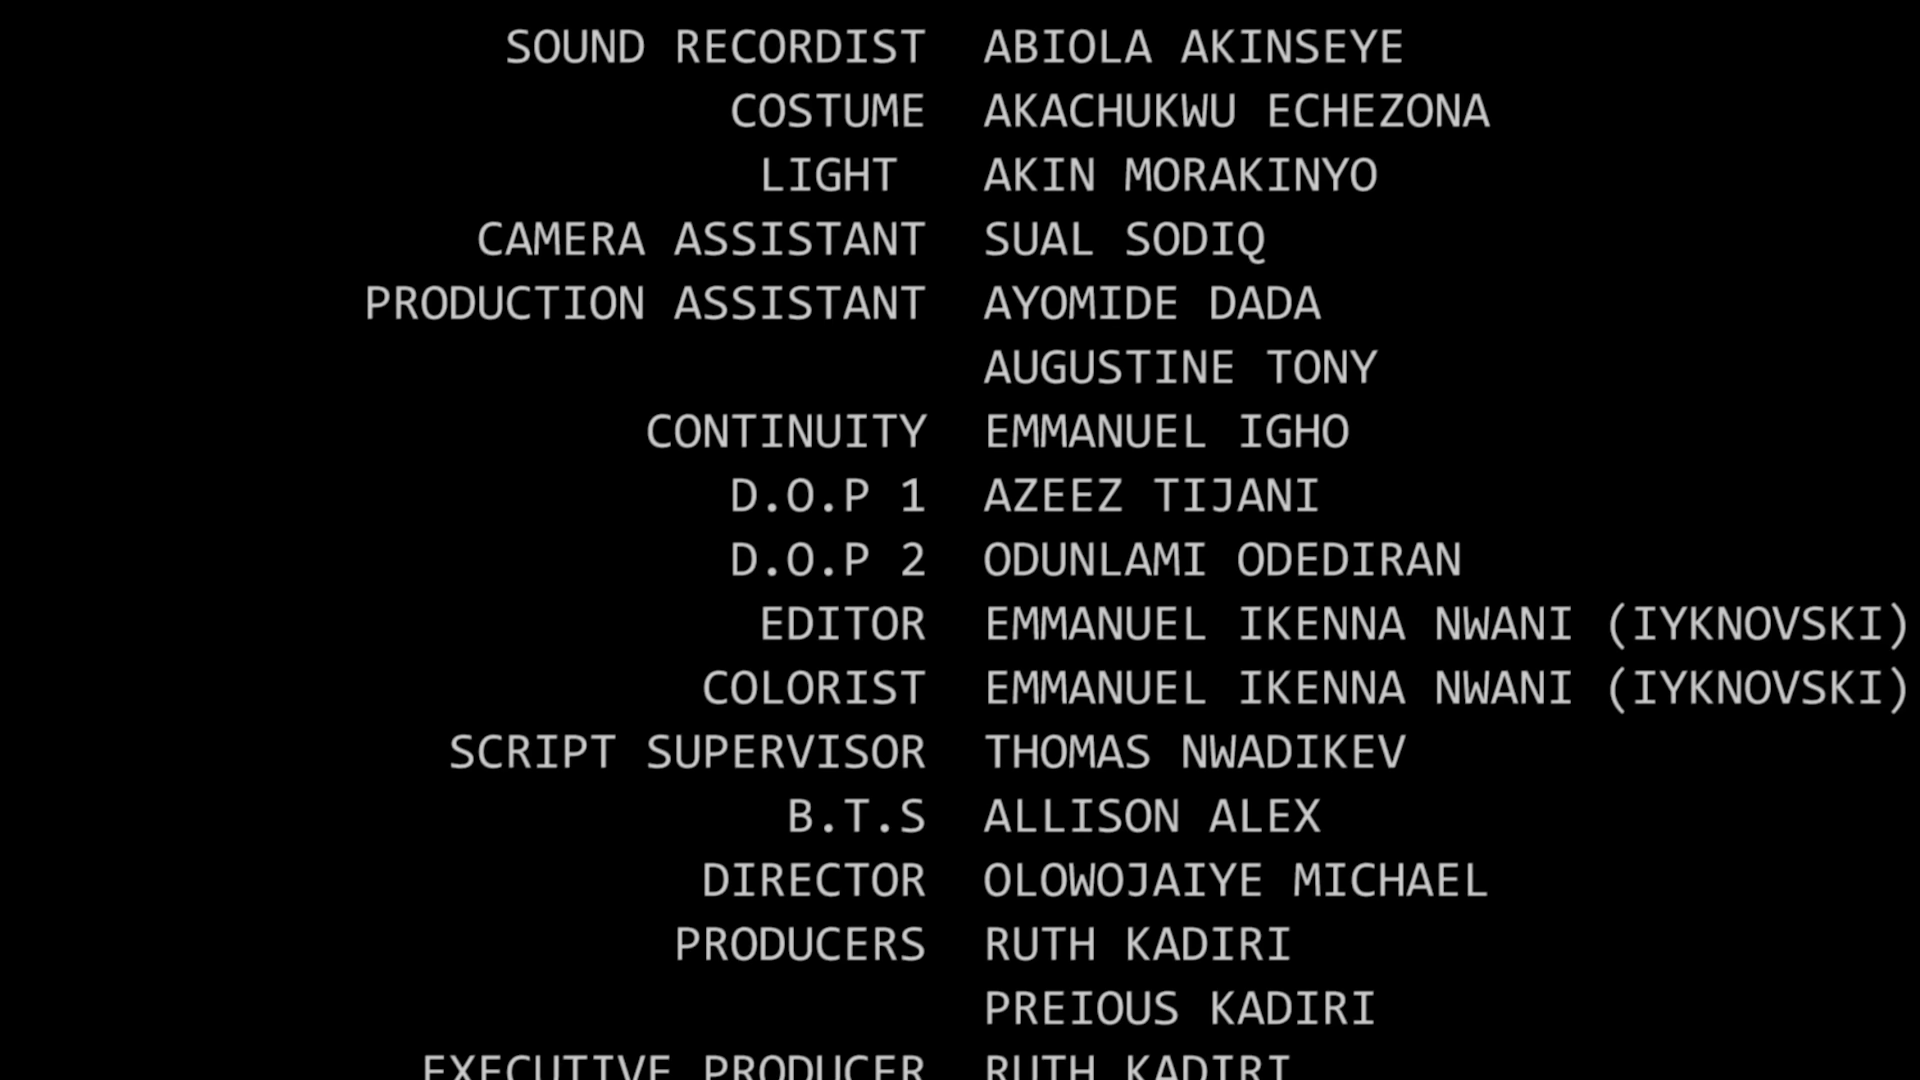 SOUND RECORDIST ABIOLA AKINSEYE
COSTUME AKACHUKWU ECHEZONA
LIGHT AKIN MORAKINYO
CAMERA ASSISTANT SUAL SODIQ
PRODUCTION ASSISTANT AYOMIDE DADA
AUGUSTINE TONY
CONTINUITY EMMANUEL IGHO
D.O.P 1 AZEEZ TIJANI
D.O.P 2 ODUNLAMI ODEDIRAN
EDITOR EMMANUEL IKENNA NWANI (IYKNOVSKI)
COLORIST EMMANUEL IKENNA NWANI (IYKNOVSKI)
SCRIPT SUPERVISOR THOMAS NWADIKEV
B.T.S ALLISON ALEX
DIRECTOR OLOWOJAIYE MICHAEL
PRODUCERS RUTH KADIRI
PREIOUS KADIRI
EXECUTIVE PRODUCER RUTH KADIRI